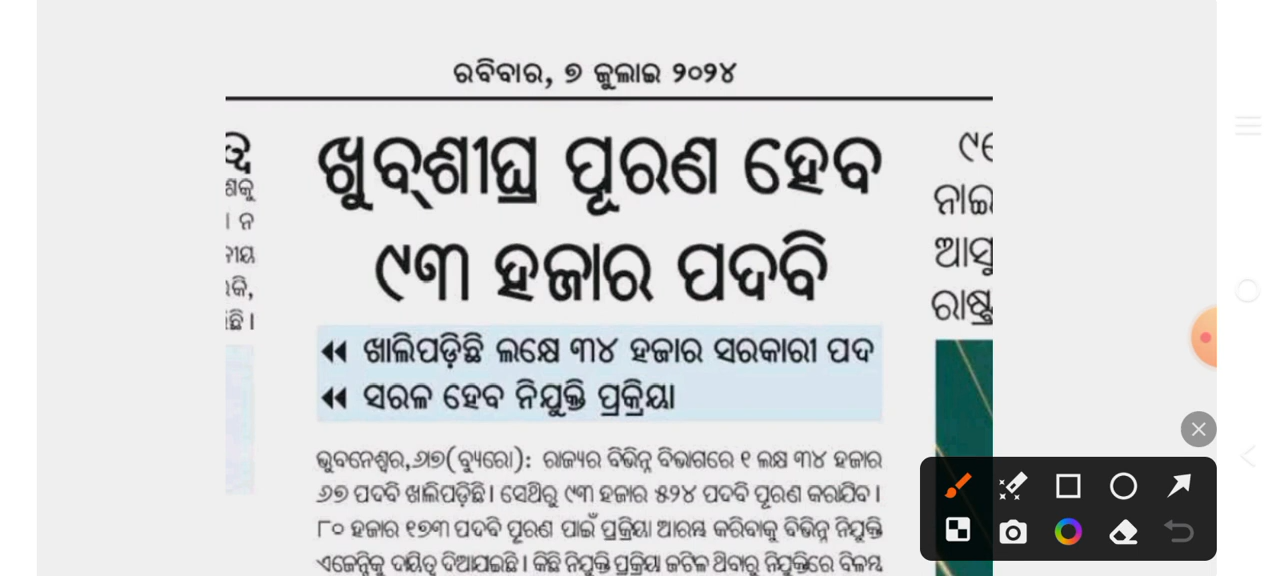 ରବିବାର, ୭ ଜୁଲାଇ ୨୦୨୪
ଖୁବ୍‌ଶୀଘ୍ର ପୂରଣ ହେବ
୯୩ ହଜାର ପଦବି
ଖାଲିପଡ଼ିଛି ଲକ୍ଷେ ୩୪ ହଜାର ସରକାରୀ ପଦ
ସରଳ ହେବ ନିଯୁକ୍ତି ପ୍ରକ୍ରିୟା
ଭୁବନେଶ୍ୱର,୬ା୭(ବ୍ୟୁରୋ): ରାଜ୍ୟର ବିଭିନ୍ନ ବିଭାଗରେ ୧ ଲକ୍ଷ ୩୪ ହଜାର
୬୭ ପଦବି ଖାଲିପଡ଼ିଛି। ସେଥିରୁ ୯୩ ହଜାର ୫୨୪ ପଦବି ପୂରଣ କରାଯିବ।
୮୦ ହଜାର ୧୭୩ ପଦବି ପୂରଣ ପାଇଁ ପ୍ରକ୍ରିୟା ଆରମ୍ଭ କରିବାକୁ ବିଭିନ୍ନ ନିଯୁକ୍ତି
ଏଜେନ୍ସିକୁ ଦାୟିତ୍ୱ ଦିଆଯାଇଛି। କିଛି ନିଯୁକ୍ତି ପ୍ରକ୍ରିୟା ଜଟିଳ ଥିବାରୁ ନିଯୁକ୍ତିରେ ବିଳମ୍ବ
ନାଇ
ଆସୁ
ରାଷ୍ଟ୍ର